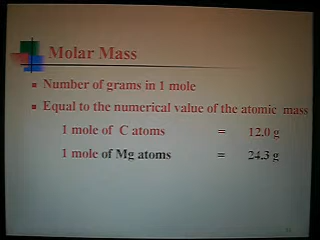 Molar Mass
Number of grams in 1 mole
Equal to the numerical value of the atomic mass
1 mole of C atoms = 12.0 g
1 mole of Mg atoms = 24.3 g